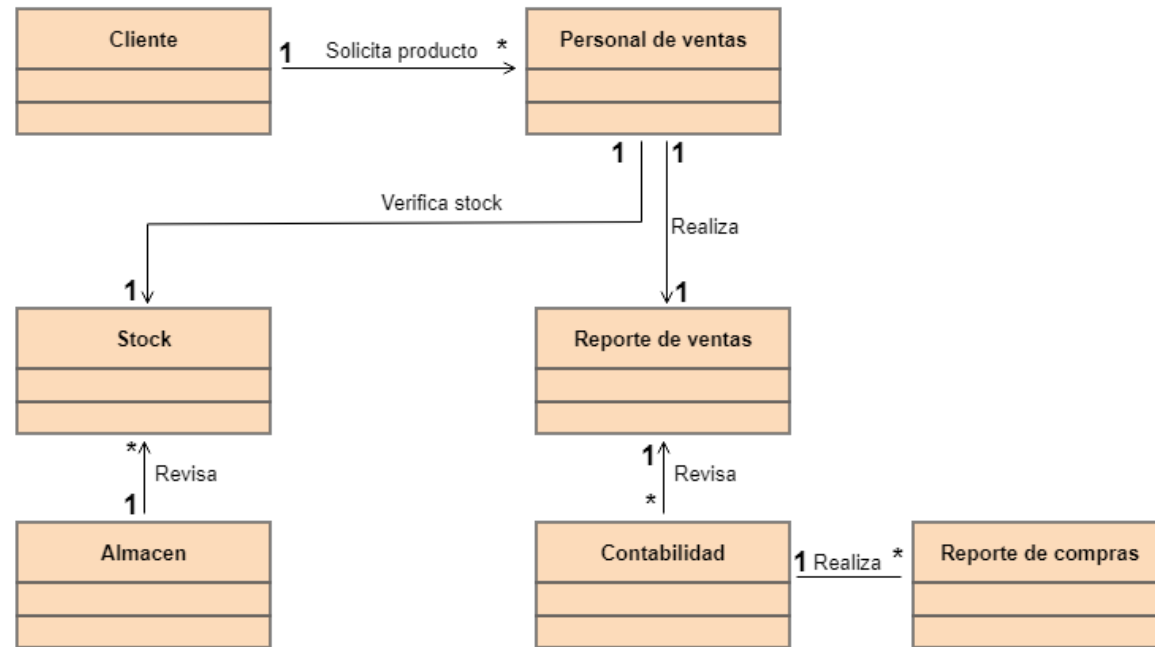 Cliente
1 Solicita producto *
Personal de ventas
1 1
Verifica stock
Realiza
1
1
Stock
Reporte de ventas
*
Revisa
1
1
Revisa
*
Almacen
Contabilidad
1 Realiza *
Reporte de compras